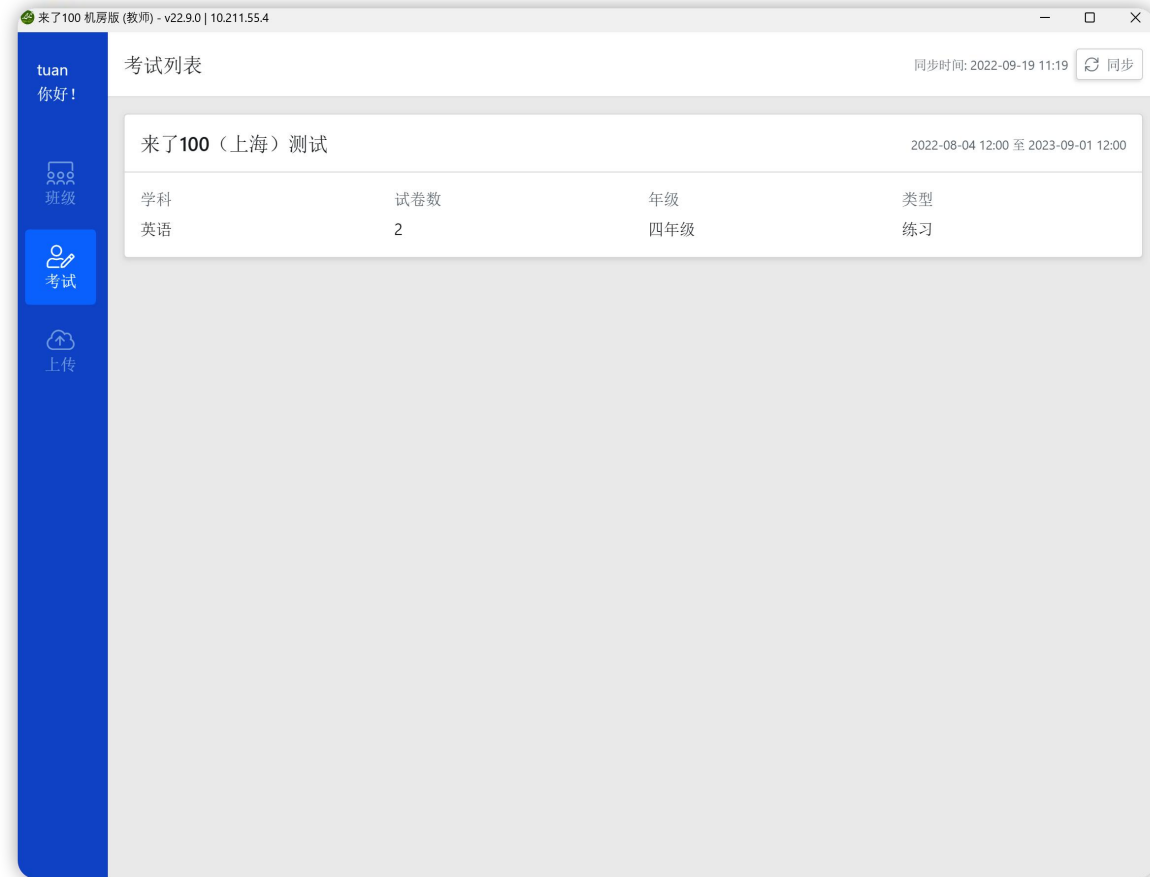 来了100 机房版 (教师) - v22.9.0 | 10.211.55.4
tuan
你好！
班级
考试
上传
考试列表
同步时间: 2022-09-19 11:19
同步
来了100（上海）测试
2022-08-04 12:00 至 2023-09-01 12:00
学科 试卷数 年级 类型
英语 2 四年级 练习